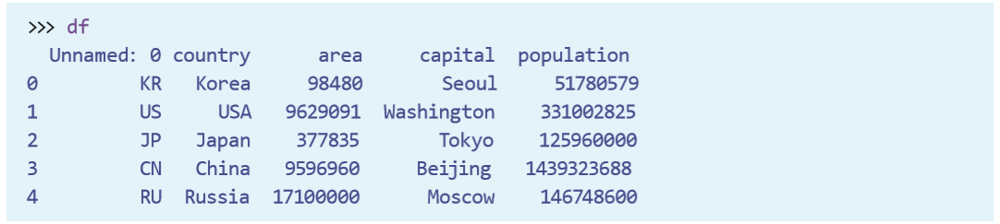 >>> df
  Unnamed: 0 country      area     capital  population
0         KR   Korea     98480       Seoul    51780579
1         US     USA   9629091  Washington   331002825
2         JP   Japan    377835       Tokyo   125960000
3         CN   China   9596960     Beijing  1439323688
4         RU  Russia  17100000      Moscow   146748600